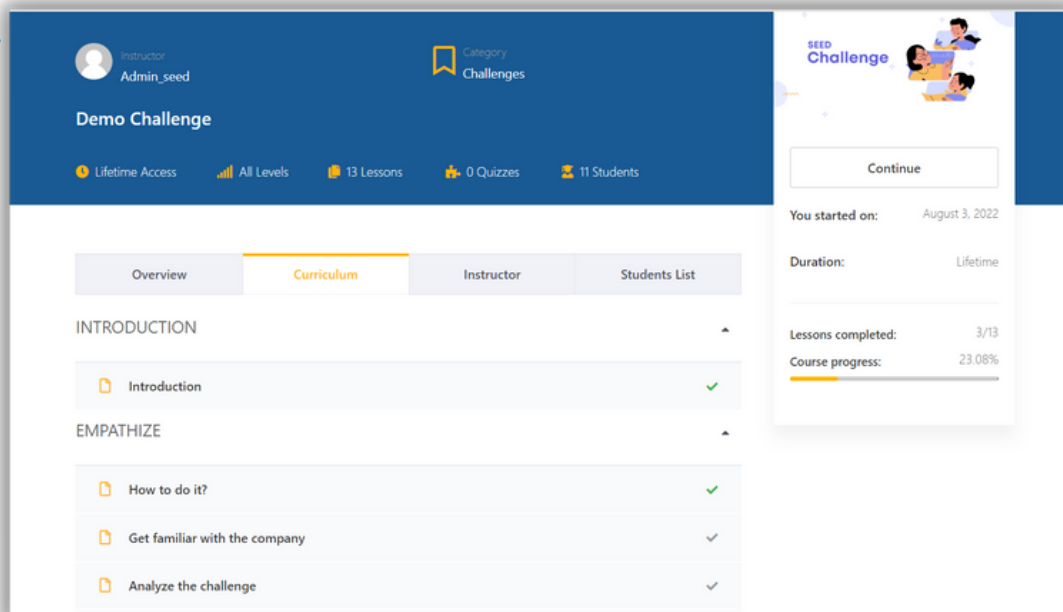 Instructor
Admin_seed
Category
Challenges
Demo Challenge
Lifetime Access All Levels 13 Lessons 0 Quizzes 11 Students
SEED
Challenge
Continue
You started on: August 3, 2022
Duration: Lifetime
Lessons completed: 3/13
Course progress: 23.08%
Overview Curriculum Instructor Students List
INTRODUCTION
Introduction
EMPATHIZE
How to do it?
Get familiar with the company
Analyze the challenge